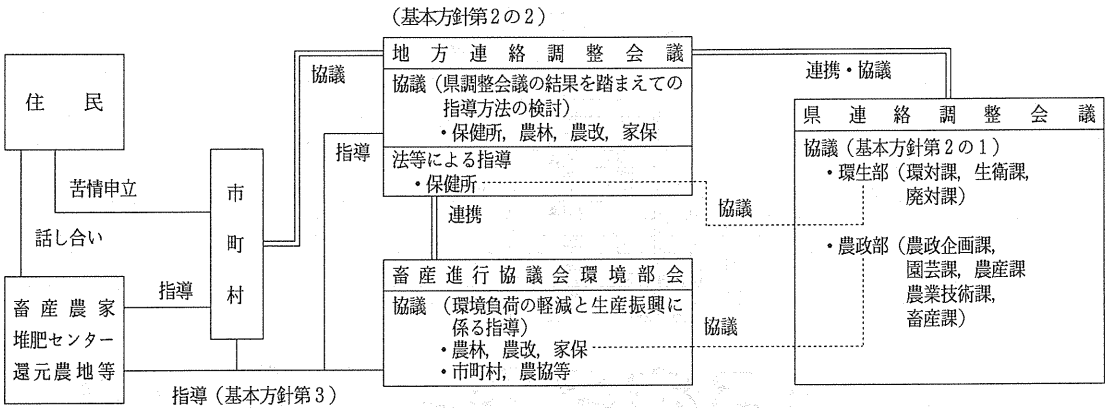 (基本方針第2の2)
地方連絡調整会議
協議(県調整会議の結果を踏まえての
指導方法の検討)
・保健所,農林,農改,家保
法等による指導
・保健所
協議
連携・協議
県連絡調整会議
協議(基本方針第2の1)
・環生部(環対課,生衛課,
廃対課)
・農政部(農政企画課,
園芸課,農産課
農業技術課,
畜産課)
協議
住民
苦情申立
話し合い
市町村
指導
指導
連携
畜産農家
堆肥センター
還元農地等
畜産進行協議会環境部会
協議(環境負荷の軽減と生産振興に
係る指導)
・農林,農改,家保
・市町村,農協等
協議
指導(基本方針第3)